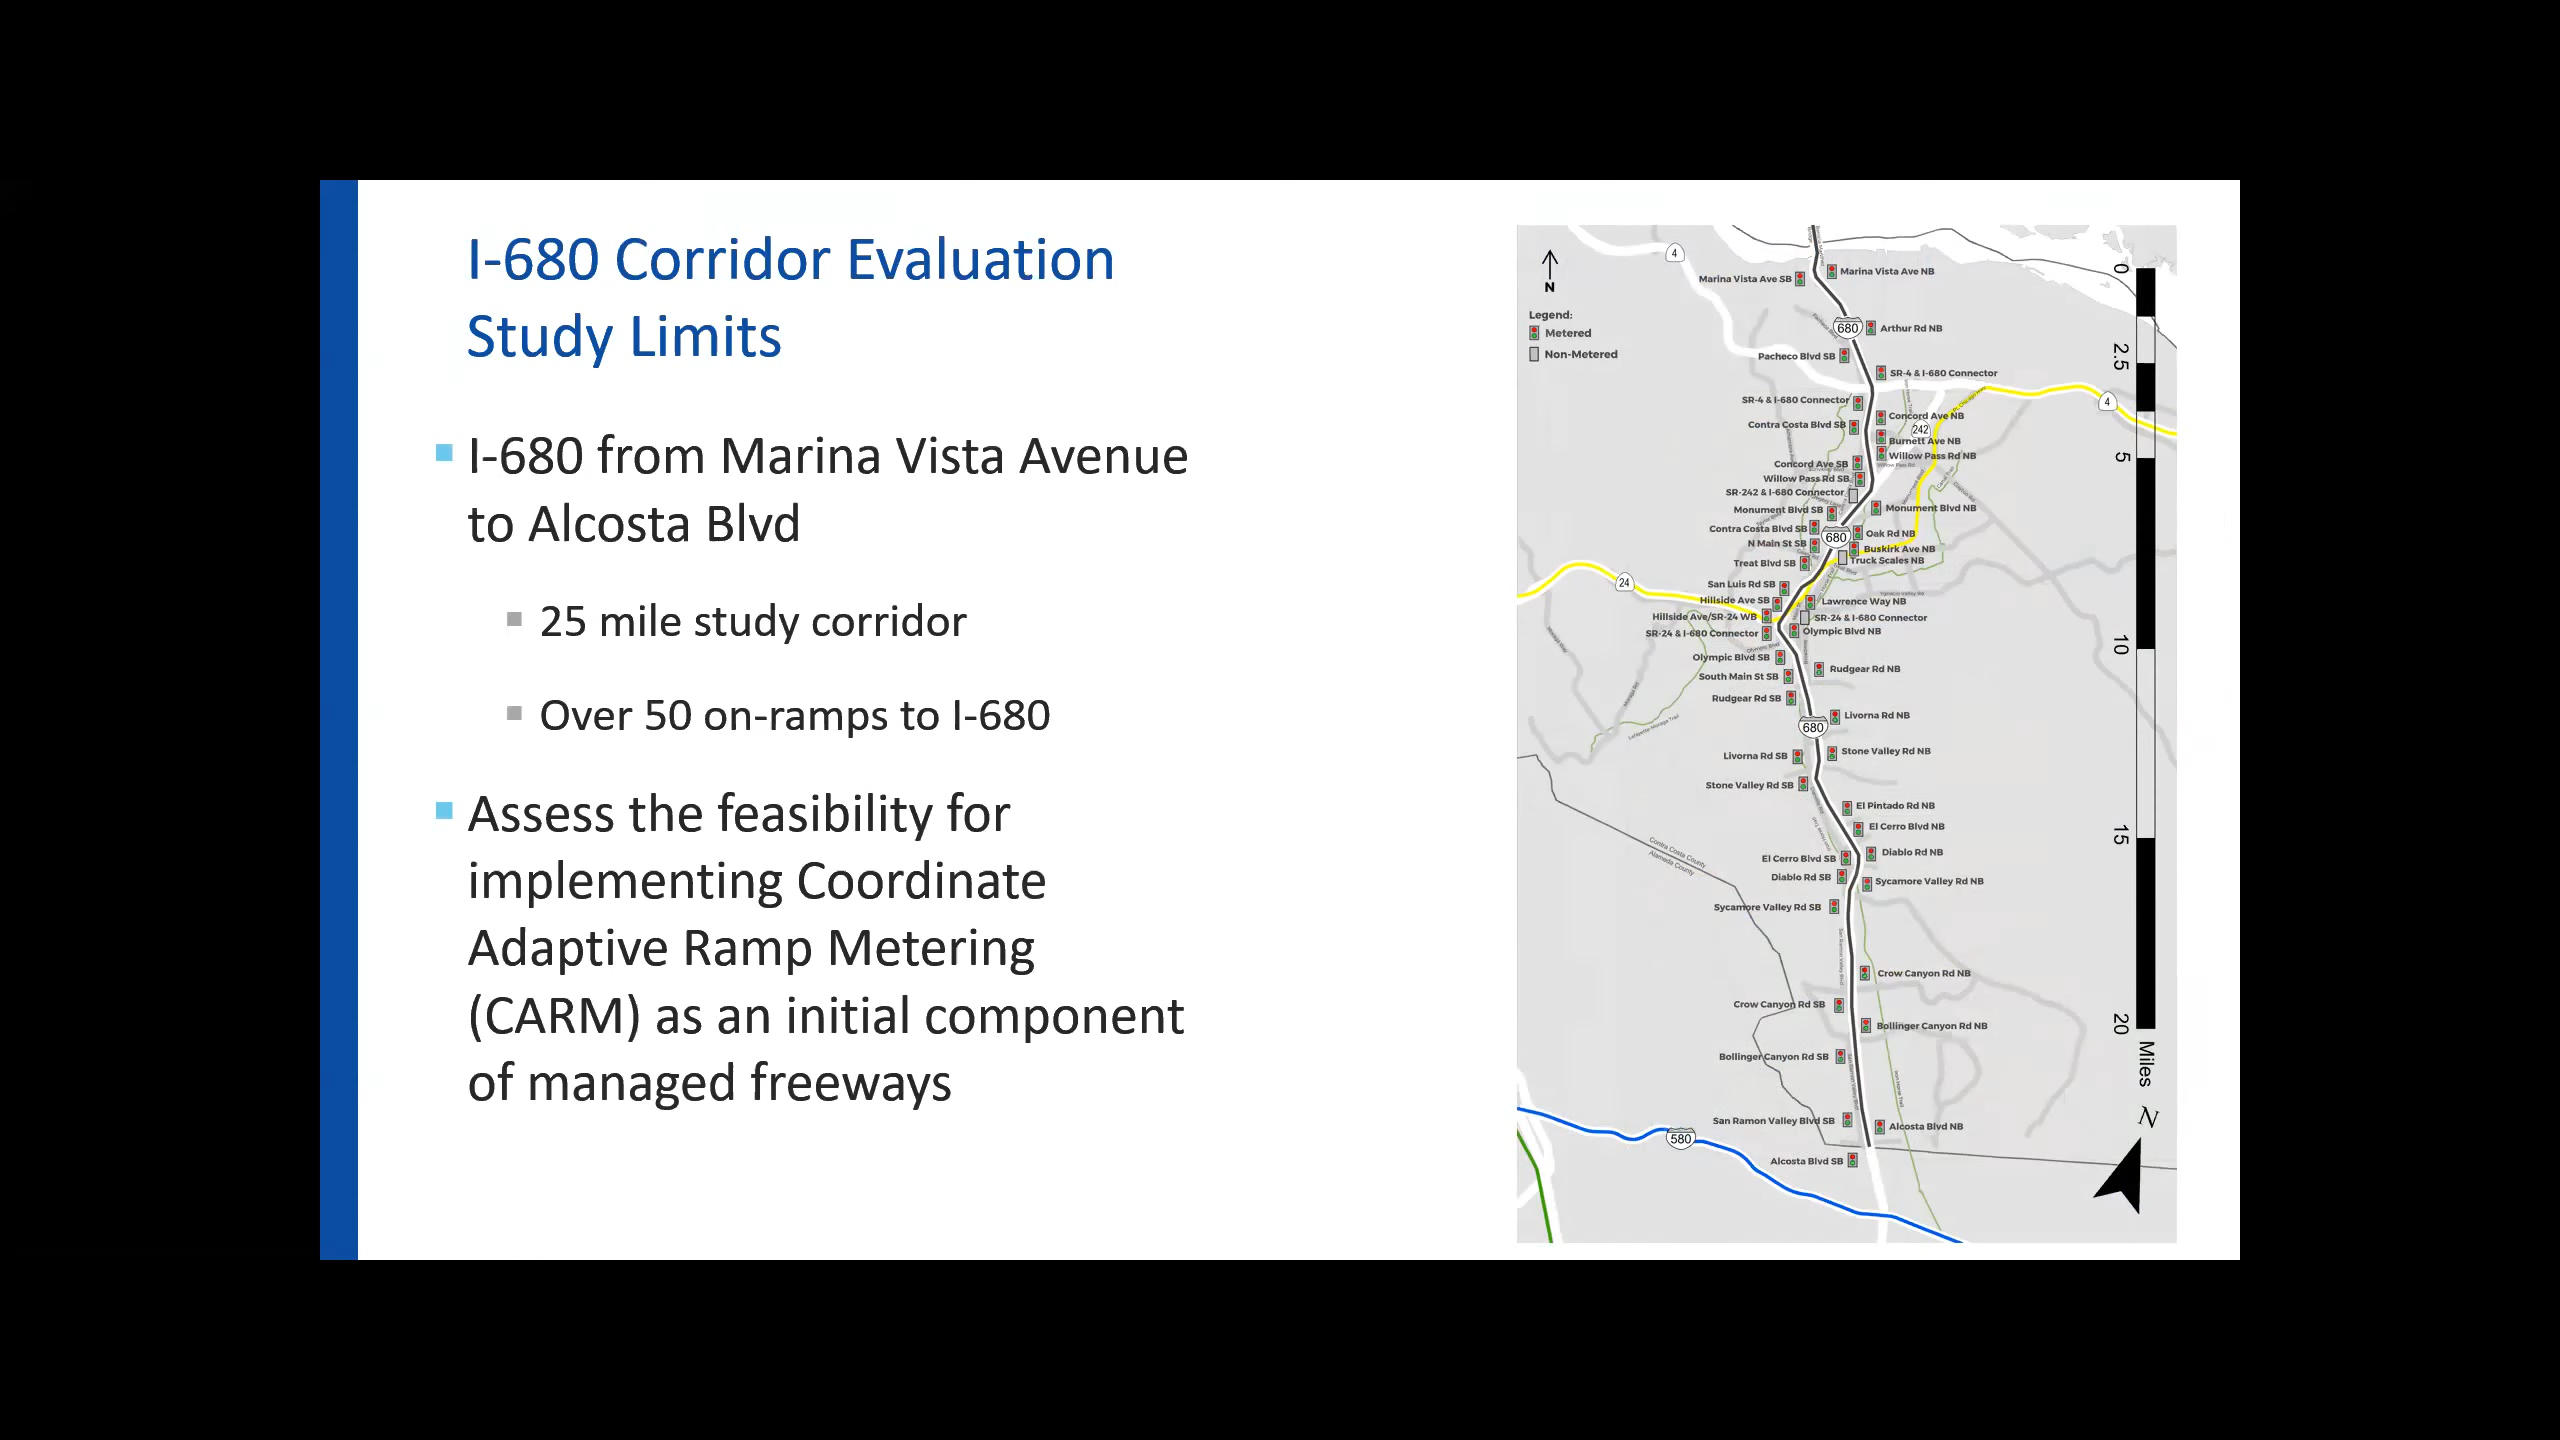 I-680 Corridor Evaluation
Study Limits
I-680 from Marina Vista Avenue
to Alcosta Blvd
25 mile study corridor
Over 50 on-ramps to I-680
Assess the feasibility for
implementing Coordinate
Adaptive Ramp Metering
(CARM) as an initial component
of managed freeways
N
Legend:
Metered
Non-Metered
4
Marina Vista Ave SB
Marina Vista Ave NB
680
Arthur Rd NB
Pacheco Blvd SB
SR-4 & I-680 Connector
SR-4 & I-680 Connector
4
Concord Ave NB
Contra Costa Blvd SB
242
Burnett Ave NB
Willow Pass Rd NB
Concord Ave SB
Willow Pass Rd SB
SR-242 & I-680 Connector
Monument Blvd SB
Monument Blvd NB
Contra Costa Blvd SB
680
Oak Rd NB
N Main St SB
Buskirk Ave NB
Treat Blvd SB
Truck Scales NB
24
San Luis Rd SB
Hillside Ave SB
Lawrence Way NB
Hillside Ave/SR-24 WB
SR-24 & I-680 Connector
SR-24 & I-680 Connector
Olympic Blvd NB
Olympic Blvd SB
Rudgear Rd NB
South Main St SB
Rudgear Rd SB
Livorna Rd NB
680
Lafayette-Moraga Trail
Livorna Rd SB
Stone Valley Rd NB
Stone Valley Rd SB
El Pintado Rd NB
El Cerro Blvd NB
Contra Costa County
Alameda County
El Cerro Blvd SB
Diablo Rd NB
Diablo Rd SB
Sycamore Valley Rd NB
Sycamore Valley Rd SB
Crow Canyon Rd NB
Crow Canyon Rd SB
Bollinger Canyon Rd NB
Bollinger Canyon Rd SB
San Ramon Valley Blvd SB
Alcosta Blvd NB
580
Alcosta Blvd SB
0
2.5
5
10
15
20
Miles
N